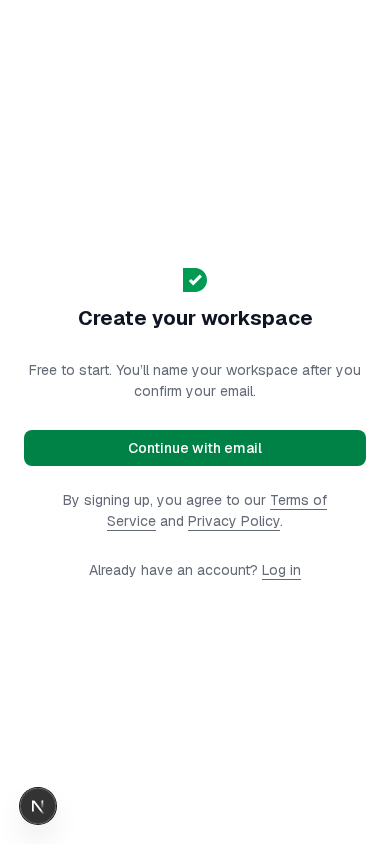 Create your workspace
Free to start. You’ll name your workspace after you
confirm your email.
Continue with email
By signing up, you agree to our Terms of
Service and Privacy Policy.
Already have an account? Log in
N